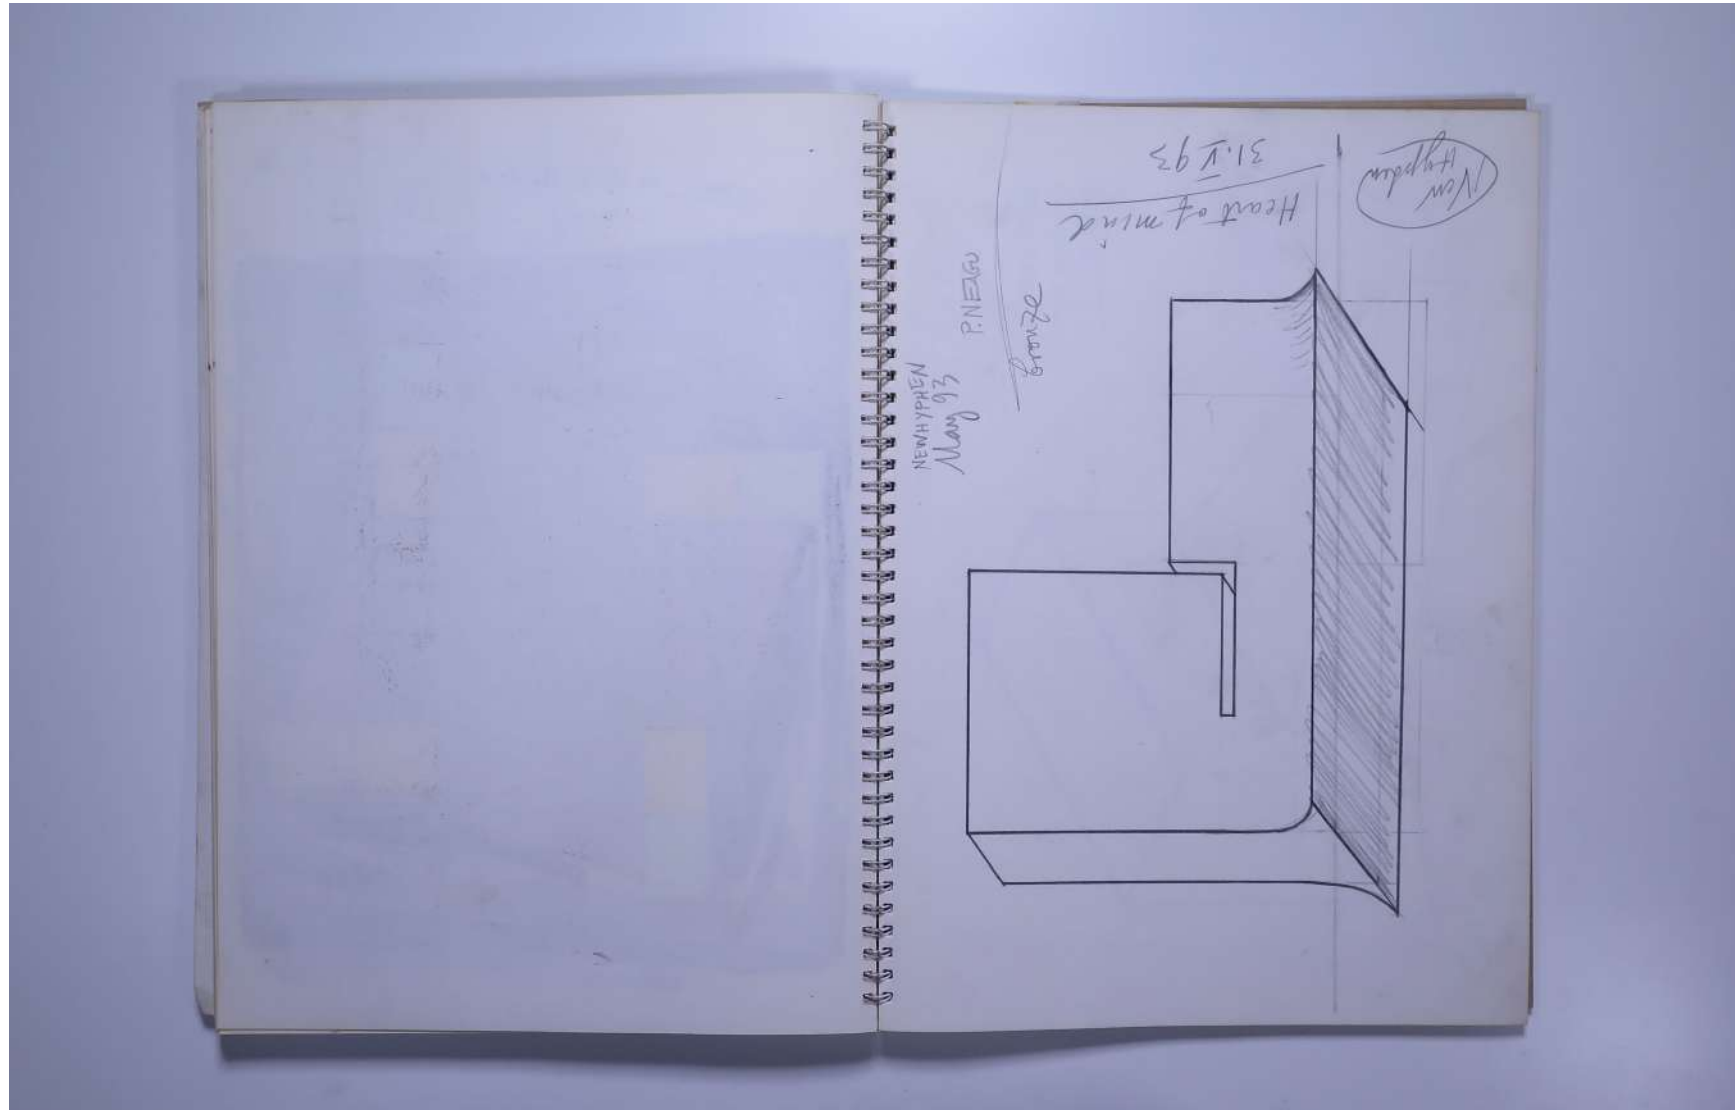 New
Hyphen
Heart of mind
31.V 93
bronze
P.NEAGU
NEWHYPHEN
May 93